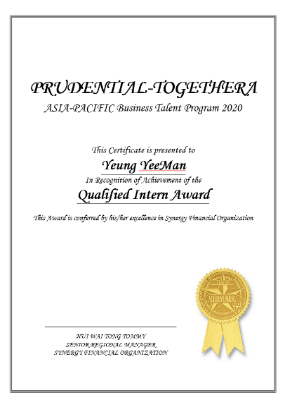 PRUDENTIAL-TOGETHERA
ASIA-PACIFIC Business Talent Program 2020
This Certificate is presented to
Yeung YeeMan
In Recognition of Achievement of the
Qualified Intern Award
This Award is conferred by his/her excellence in Synergy Financial Organization
HUI WAI TONG TOMMY
SENIOR REGIONAL MANAGER
SYNERGY FINANCIAL ORGANIZATION